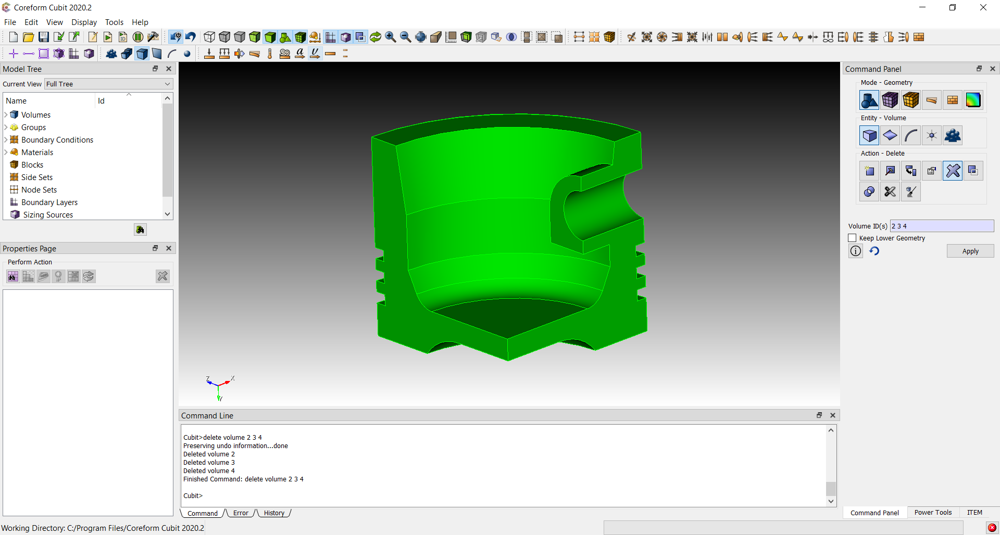 Coreform Cubit 2020.2
File Edit View Display Tools Help
Model Tree
Current View Full Tree
Name Id
Volumes
Groups
Boundary Conditions
Materials
Blocks
Side Sets
Node Sets
Boundary Layers
Sizing Sources
Properties Page
Perform Action
Z X
Y
Command Line
Cubit>delete volume 2 3 4
Preserving undo information...done
Deleted volume 2
Deleted volume 3
Deleted volume 4
Finished Command: delete volume 2 3 4
Cubit>
Command Error History
Command Panel
Mode - Geometry
Entity - Volume
Action - Delete
Volume ID(s) 2 3 4
Keep Lower Geometry
Apply
Command Panel Power Tools ITEM
Working Directory: C:/Program Files/Coreform Cubit 2020.2